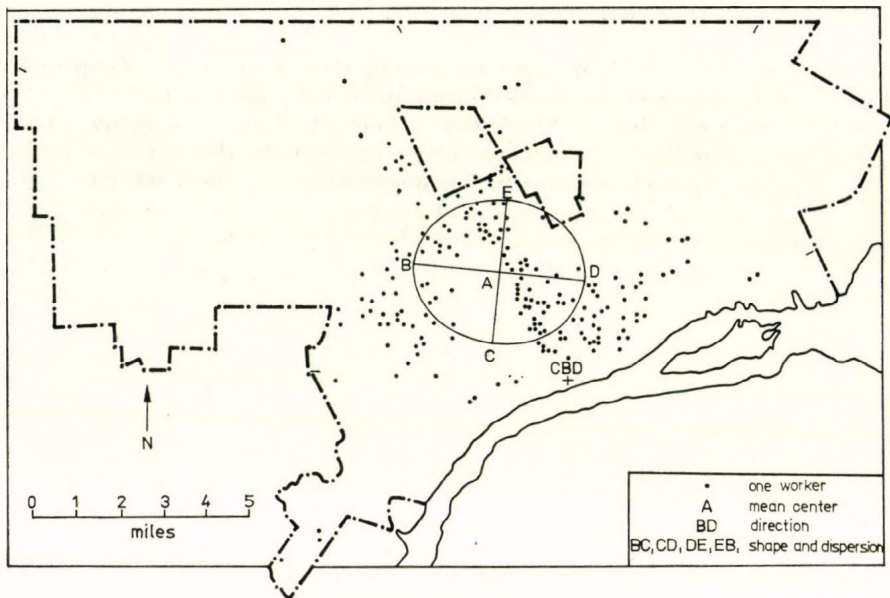 E
B
D
A
C
CBD
N
0 1 2 3 4 5
miles
• one worker
A mean center
BD direction
BC, CD, DE, EB, shape and dispersion